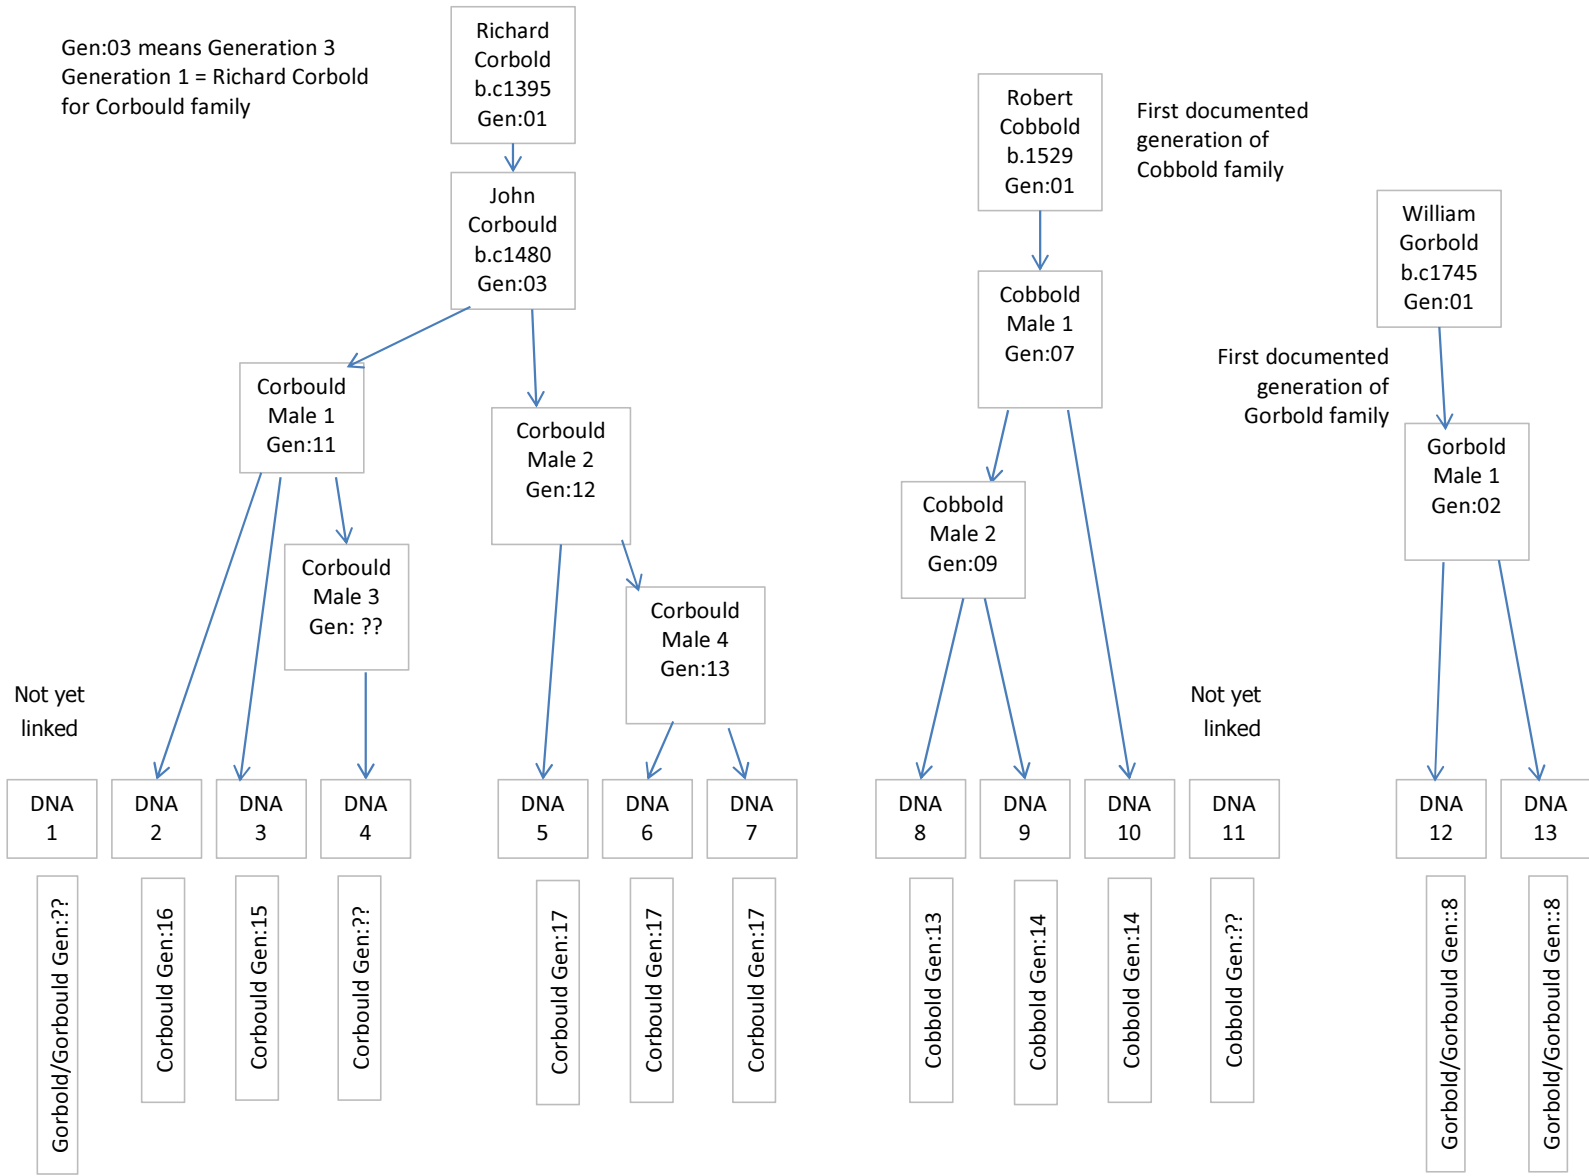 Gen:03 means Generation 3
Generation 1 = Richard Corbold
for Corbould family
Richard
Corbold
b.c1395
Gen:01
John
Corbould
b.c1480
Gen:03
Robert
Cobbold
b.1529
Gen:01
First documented
generation of
Cobbold family
William
Gorbold
b.c1745
Gen:01
Cobbold
Male 1
Gen:07
First documented
generation of
Gorbold family
Corbould
Male 1
Gen:11
Corbould
Male 2
Gen:12
Gorbold
Male 1
Gen:02
Cobbold
Male 2
Gen:09
Corbould
Male 3
Gen: ??
Corbould
Male 4
Gen:13
Not yet
linked
Not yet
linked
DNA
1
DNA
2
DNA
3
DNA
4
DNA
5
DNA
6
DNA
7
DNA
8
DNA
9
DNA
10
DNA
11
DNA
12
DNA
13
Gorbold/Gorbould Gen:??
Corbould Gen:16
Corbould Gen:15
Corbould Gen:??
Corbould Gen:17
Corbould Gen:17
Corbould Gen:17
Cobbold Gen:13
Cobbold Gen:14
Cobbold Gen:14
Cobbold Gen:??
Gorbold/Gorbould Gen::8
Gorbold/Gorbould Gen::8